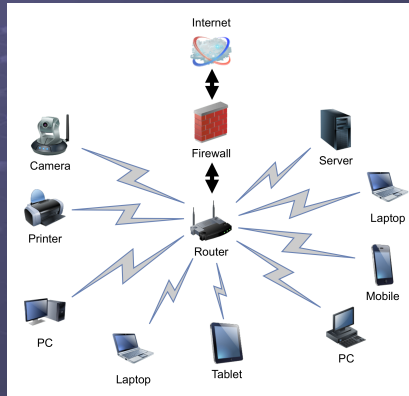 Internet
Firewall
Camera
Server
Laptop
Printer
Router
Mobile
PC
PC
Laptop
Tablet